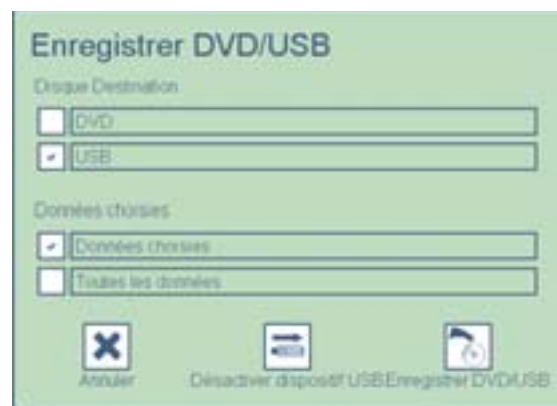 Enregistrer DVD/USB
Disque Destination
DVD
USB
Données choisies
Données choisies
Toutes les données
Annuler
Désactiver dispositif USB
Enregistrer DVD/USB